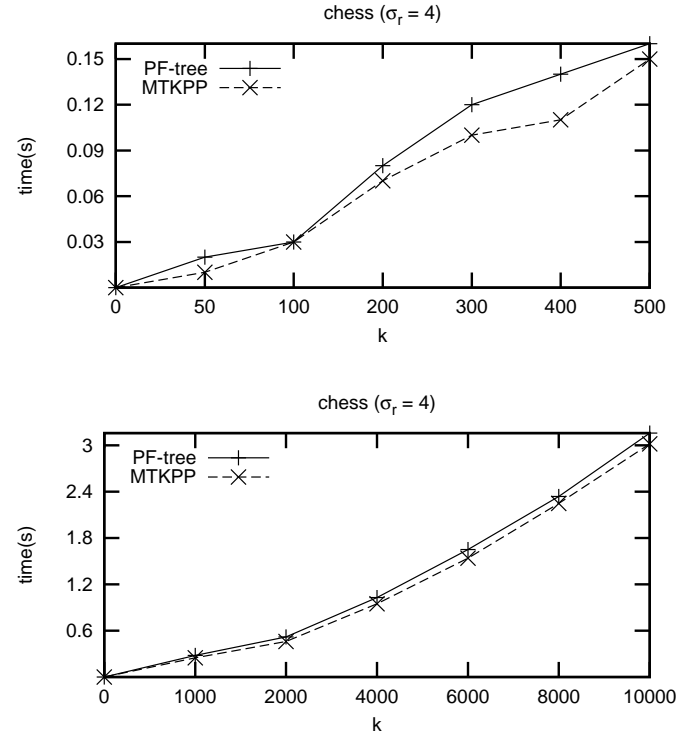 chess (σr = 4)
PF-tree
MTKPP
0.15
0.12
0.09
0.06
0.03
time(s)
0 50 100 200 300 400 500
k
chess (σr = 4)
PF-tree
MTKPP
3
2.4
1.8
1.2
0.6
time(s)
0 1000 2000 4000 6000 8000 10000
k